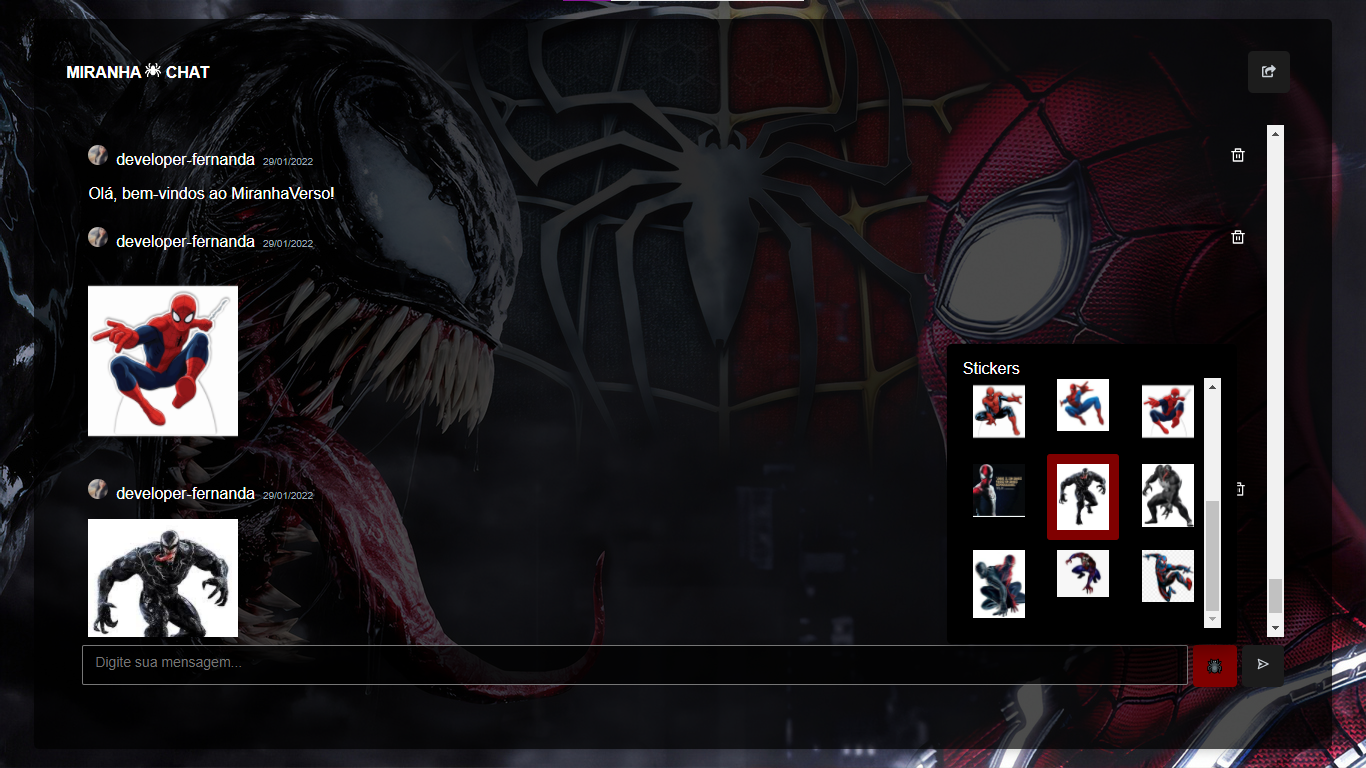 MIRANHA CHAT
developer-fernanda 29/01/2022
Olá, bem-vindos ao MiranhaVerso!
developer-fernanda 29/01/2022
developer-fernanda 29/01/2022
Stickers
Digite sua mensagem...